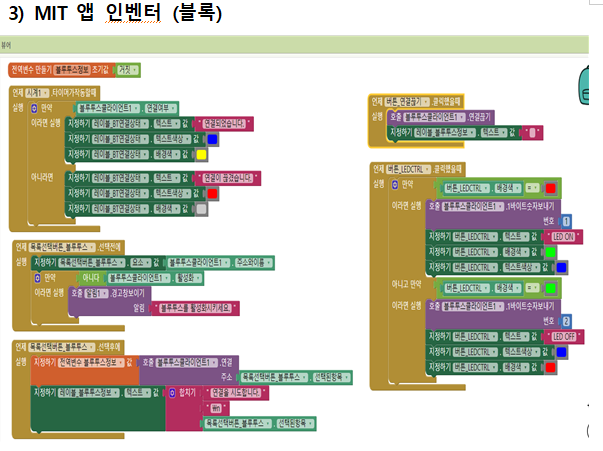 3) MIT 앱 인벤터 (블록)
뷰어
전역변수 만들기 블루투스정보 초기값 거짓
언제 시계1 .타이머가작동할때
실행 만약 블루투스클라이언트1 . 연결여부
이라면 실행 지정하기 레이블_BT연결상태 . 텍스트 값 " 연결되었습니다. "
지정하기 레이블_BT연결상태 . 텍스트색상 값
지정하기 레이블_BT연결상태 . 배경색 값
아니라면 지정하기 레이블_BT연결상태 . 텍스트 값 " 연결이 끊겼습니다. "
지정하기 레이블_BT연결상태 . 텍스트색상 값
지정하기 레이블_BT연결상태 . 배경색 값
언제 목록선택버튼_블루투스 .선택전에
실행 지정하기 목록선택버튼_블루투스 . 요소 값 블루투스클라이언트1 . 주소와이름
만약 아니다 블루투스클라이언트1 . 활성화
이라면 실행 호출 알림1 .경고창보이기
알림 " 블루투스를 활성화시키세요. "
언제 목록선택버튼_블루투스 .선택후에
실행 지정하기 전역변수 블루투스정보 값 호출 블루투스클라이언트1 .연결
주소 목록선택버튼_블루투스 . 선택된항목
지정하기 레이블_블루투스정보 . 텍스트 값 합치기 " 연결을 시도합니다. "
" \n "
목록선택버튼_블루투스 . 선택된항목
언제 버튼_연결끊기 .클릭했을때
실행 호출 블루투스클라이언트1 .연결끊기
지정하기 레이블_블루투스정보 . 텍스트 값 " "
언제 버튼_LEDCTRL .클릭했을때
실행 만약 버튼_LEDCTRL . 배경색 =
이라면 실행 호출 블루투스클라이언트1 .1바이트숫자보내기
번호 1
지정하기 버튼_LEDCTRL . 텍스트 값 " LED ON "
지정하기 버튼_LEDCTRL . 배경색 값
지정하기 버튼_LEDCTRL . 텍스트색상 값
아니고 만약 버튼_LEDCTRL . 배경색 =
이라면 실행 호출 블루투스클라이언트1 .1바이트숫자보내기
번호 2
지정하기 버튼_LEDCTRL . 텍스트 값 " LED OFF "
지정하기 버튼_LEDCTRL . 텍스트색상 값
지정하기 버튼_LEDCTRL . 배경색 값